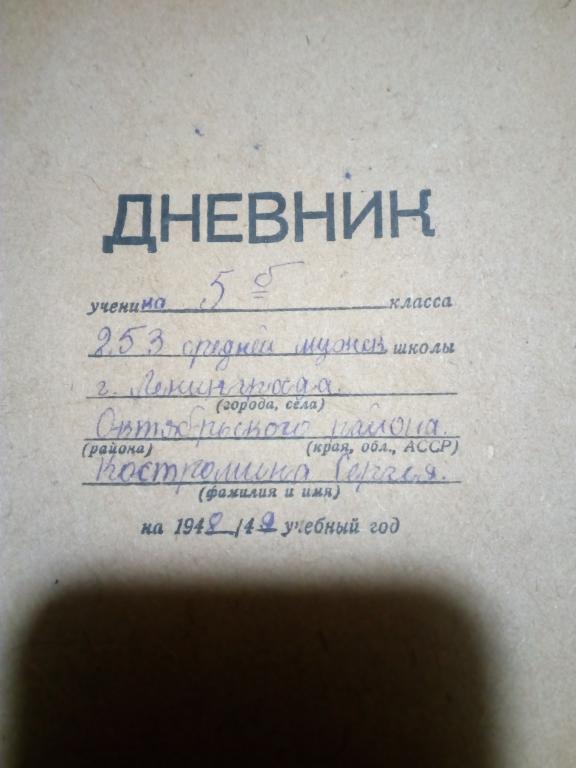 ДНЕВНИК
ученика 5 б класса
253 средней мужск школы
г. Ленинграда.
(города, села)
Октябрьского района.
(района) (края, обл., АССР)
Костромина Сергея.
(фамилия и имя)
на 1948/49 учебный год